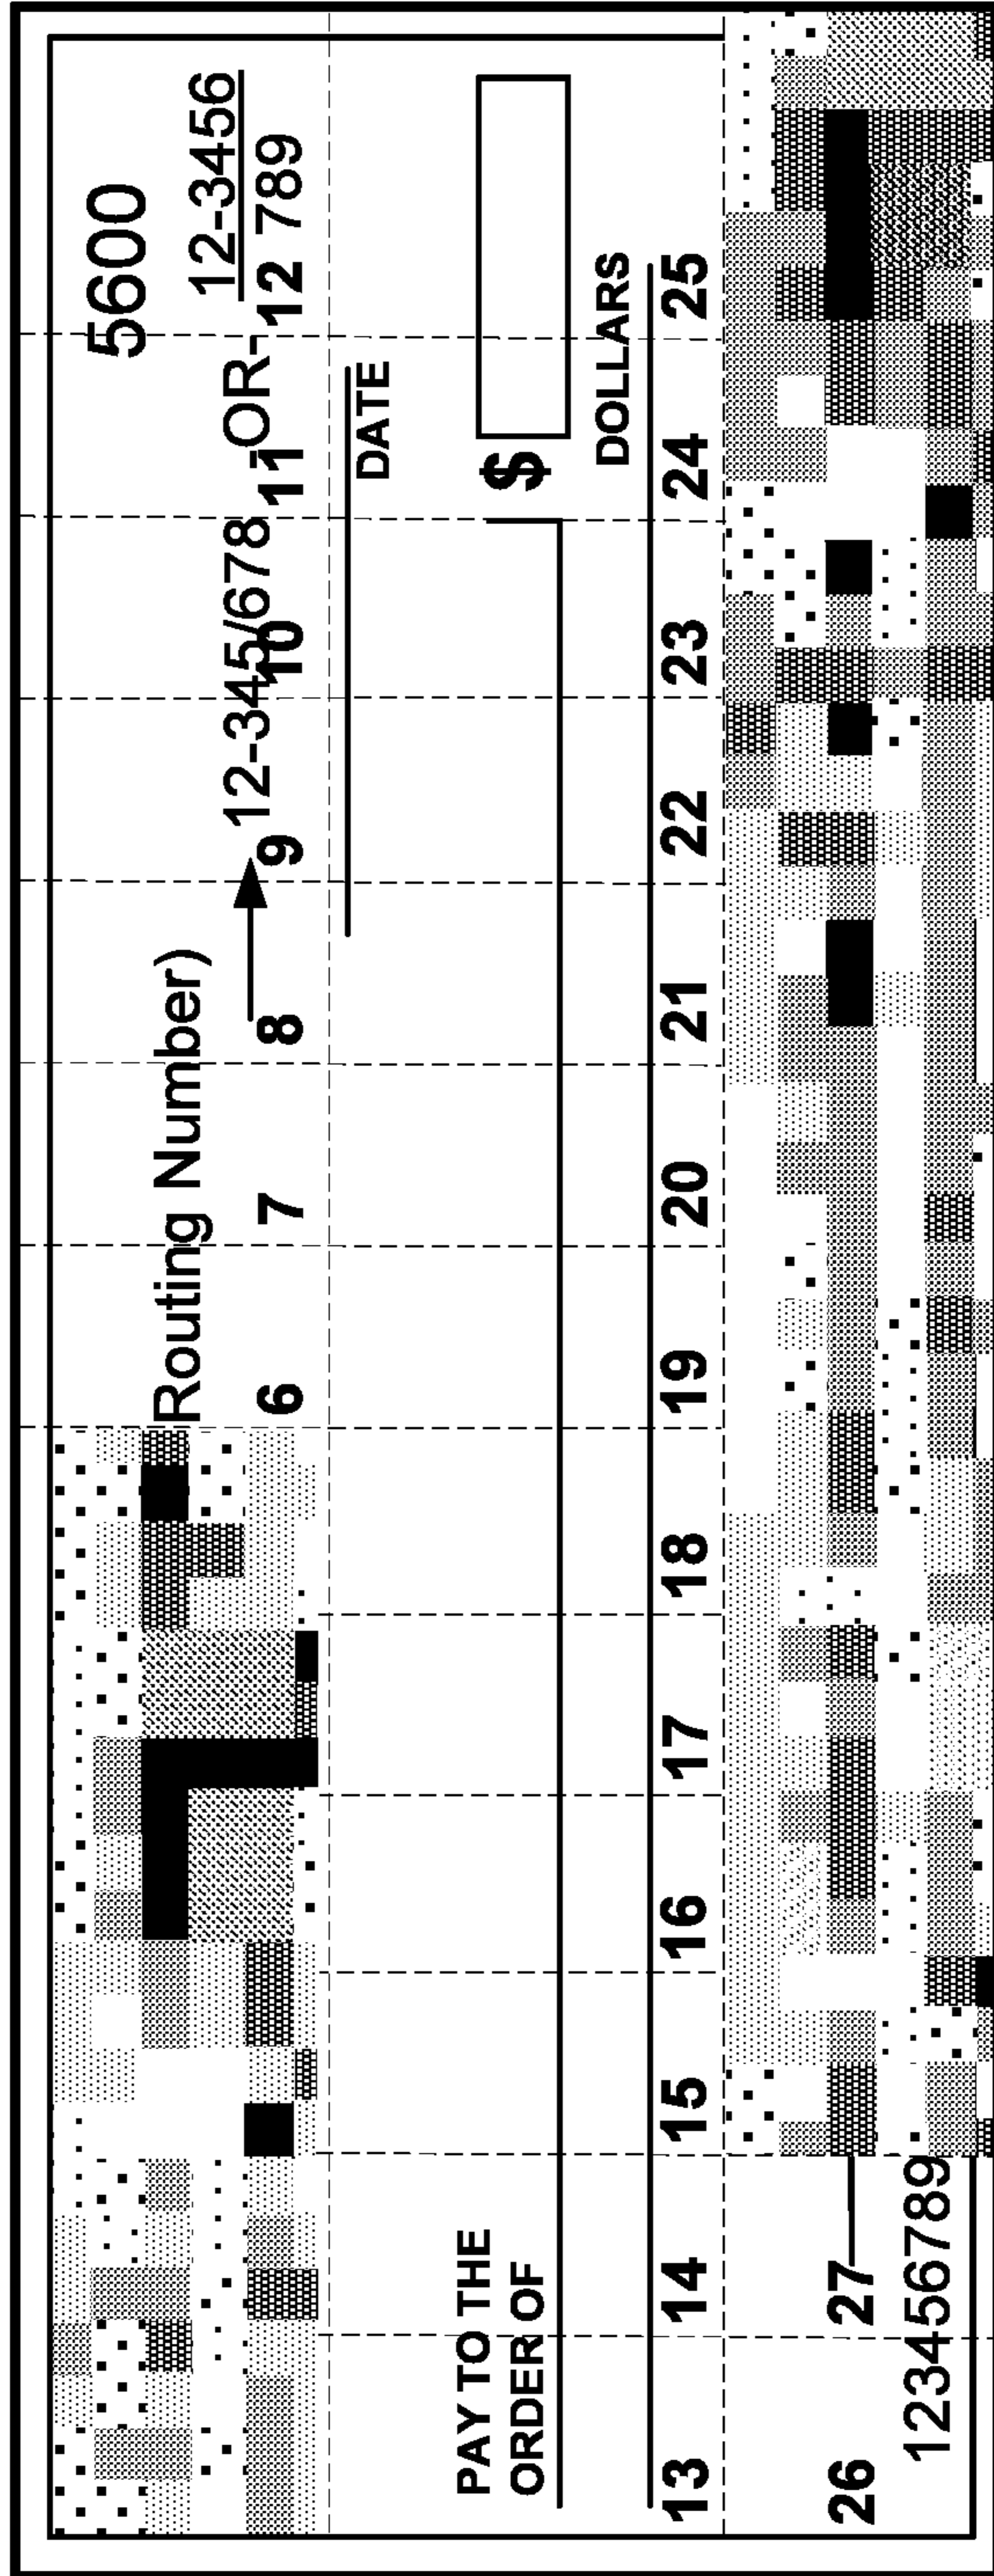 5600
Routing Number)
12-3456
12-345/678 -OR-
789
6 7 8 9 10 11 12
DATE
PAY TO THE
ORDER OF
$
DOLLARS
13 14 15 16 17 18 19 20 21 22 23 24 25
26 27
123456789